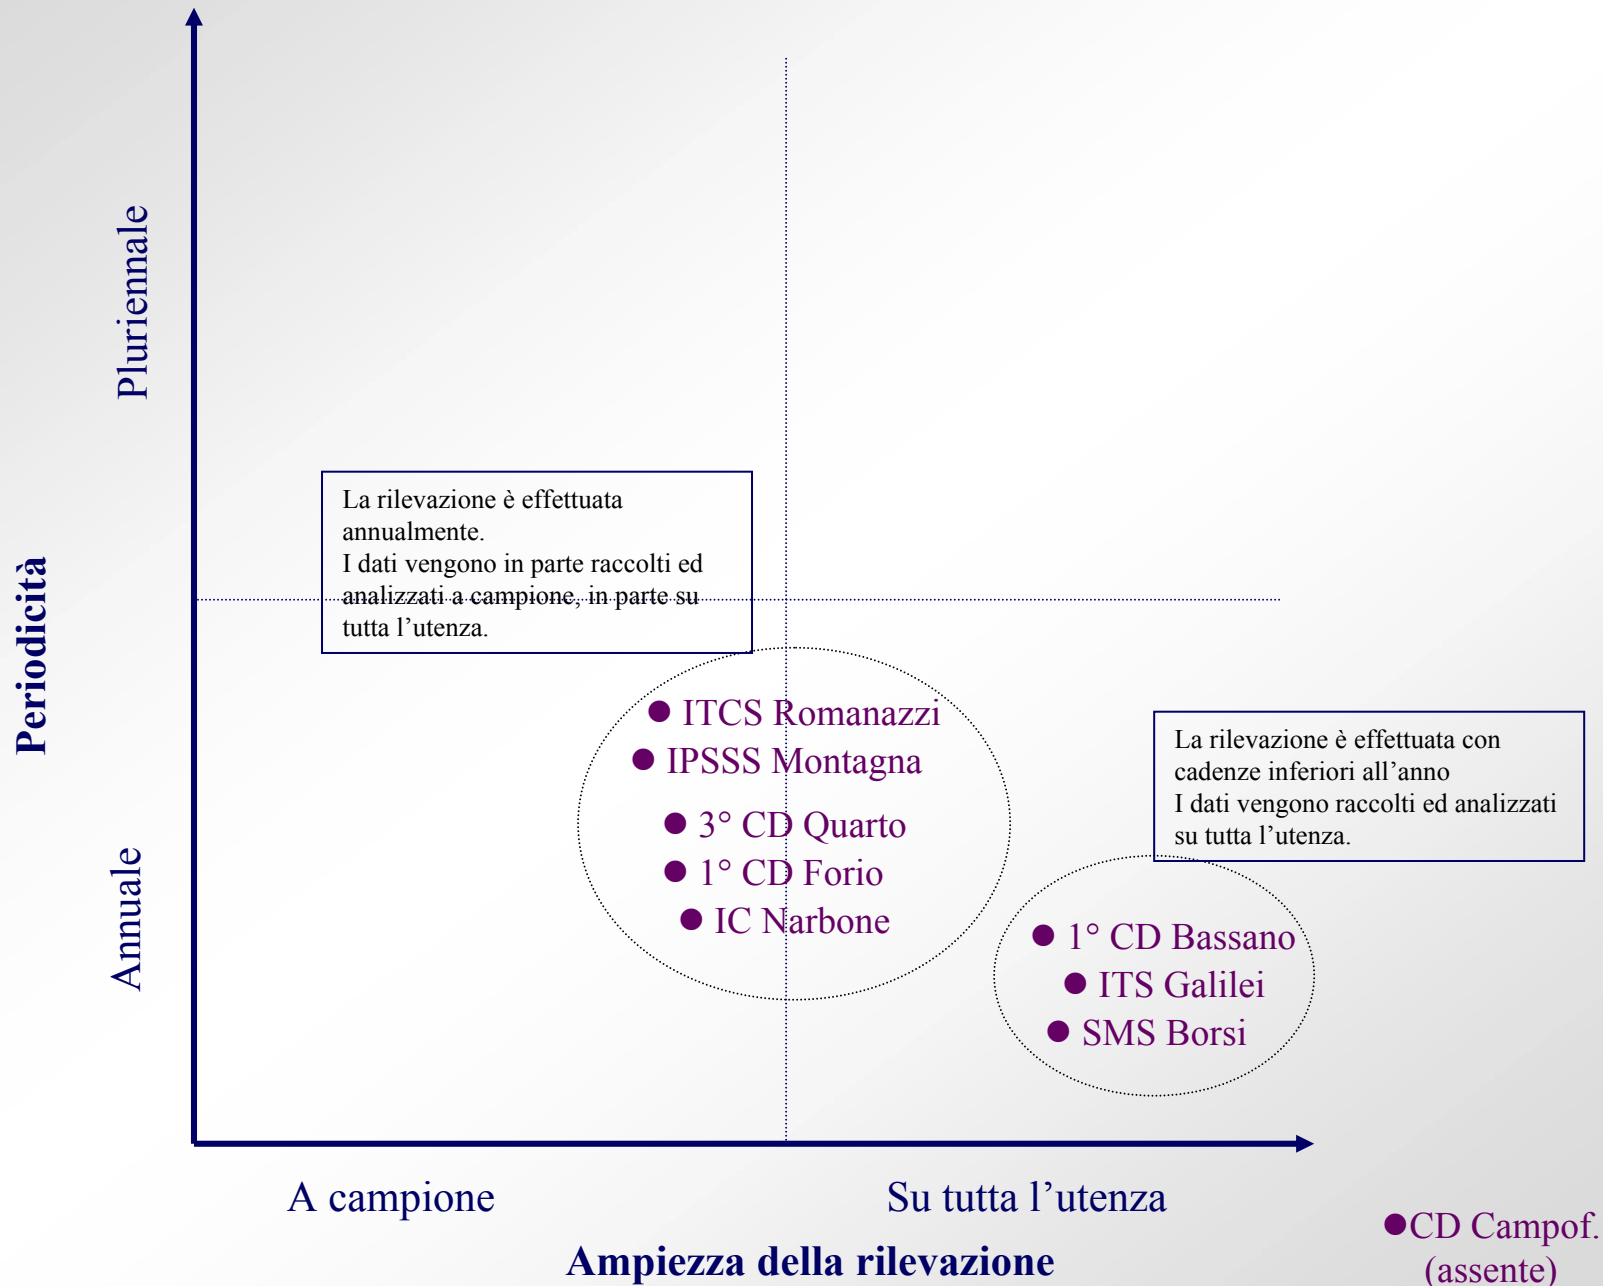 Pluriennale
La rilevazione è effettuata
annualmente.
I dati vengono in parte raccolti ed
analizzati a campione, in parte su
tutta l’utenza.
Periodicità
● ITCS Romanazzi
● IPSSS Montagna
● 3° CD Quarto
● 1° CD Forio
● IC Narbone
La rilevazione è effettuata con
cadenze inferiori all’anno
I dati vengono raccolti ed analizzati
su tutta l’utenza.
Annuale
● 1° CD Bassano
● ITS Galilei
● SMS Borsi
A campione
Su tutta l’utenza
Ampiezza della rilevazione
●CD Campof.
(assente)